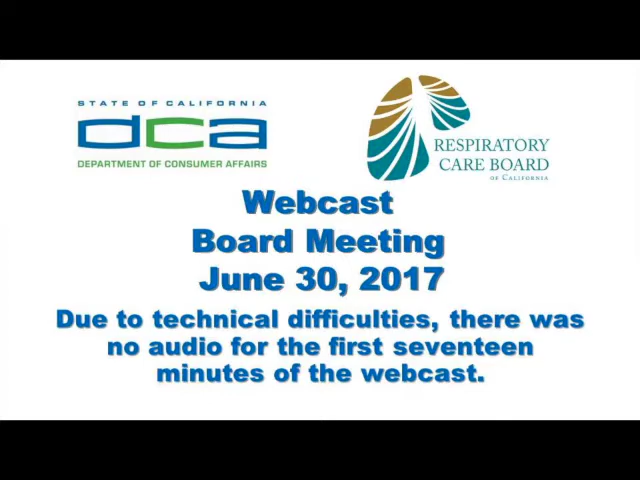 STATE OF CALIFORNIA
dca
DEPARTMENT OF CONSUMER AFFAIRS
RESPIRATORY
CARE BOARD
OF CALIFORNIA
Webcast
Board Meeting
June 30, 2017
Due to technical difficulties, there was
no audio for the first seventeen
minutes of the webcast.